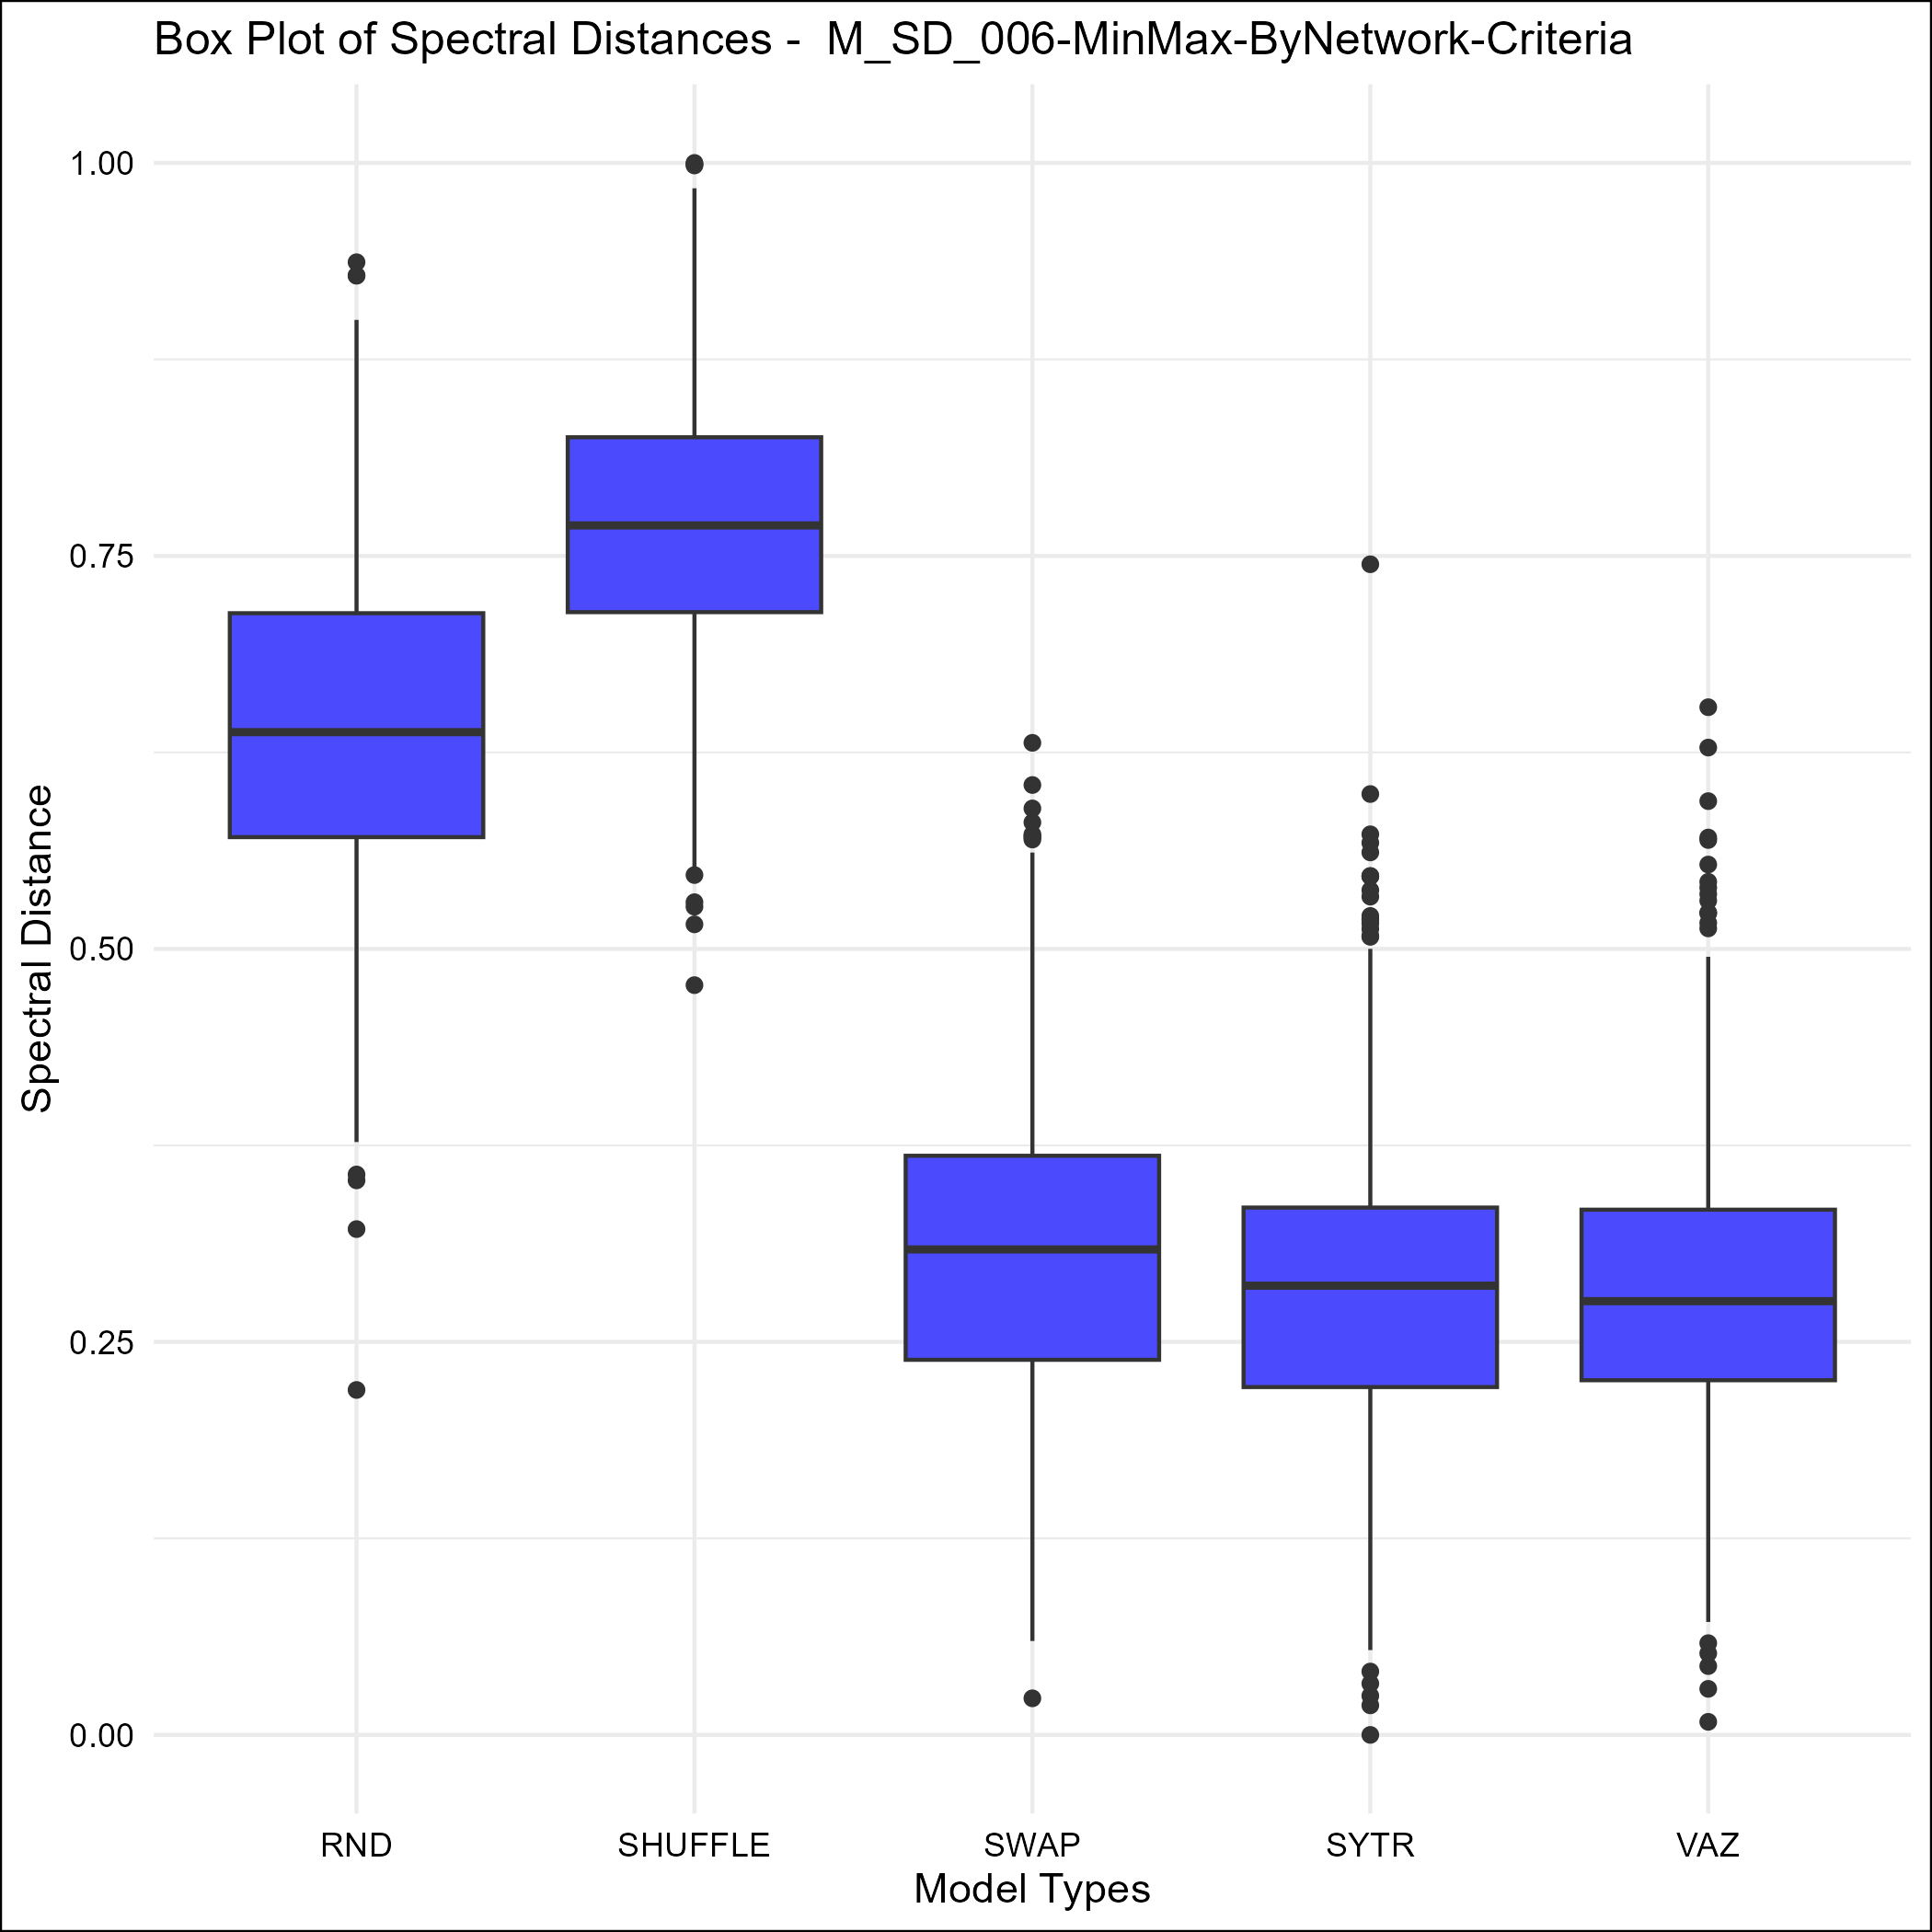 Box Plot of Spectral Distances -  M_SD_006-MinMax-ByNetwork-Criteria
Spectral Distance
1.00
0.75
0.50
0.25
0.00
RND SHUFFLE SWAP SYTR VAZ
Model Types